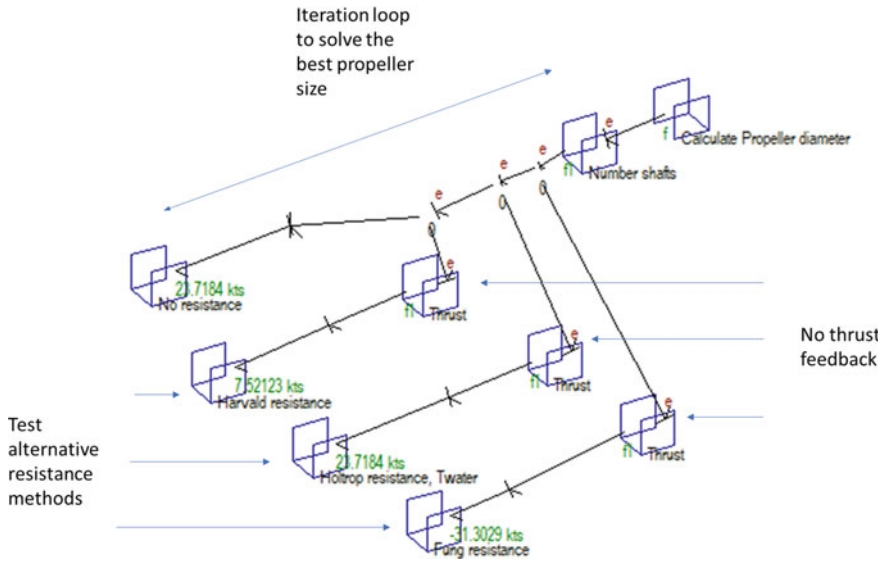 Iteration loop
to solve the
best propeller
size
e
f
Calculate Propeller diameter
e
f1
Number shafts
e
0
e
0
e
0
23.7184 kts
No resistance
e
f1
Thrust
7.52123 kts
Harvald resistance
e
f1
Thrust
23.7184 kts
Holtrop resistance, Twater
e
f1
Thrust
-31.3029 kts
Fung resistance
No thrust
feedback
Test
alternative
resistance
methods